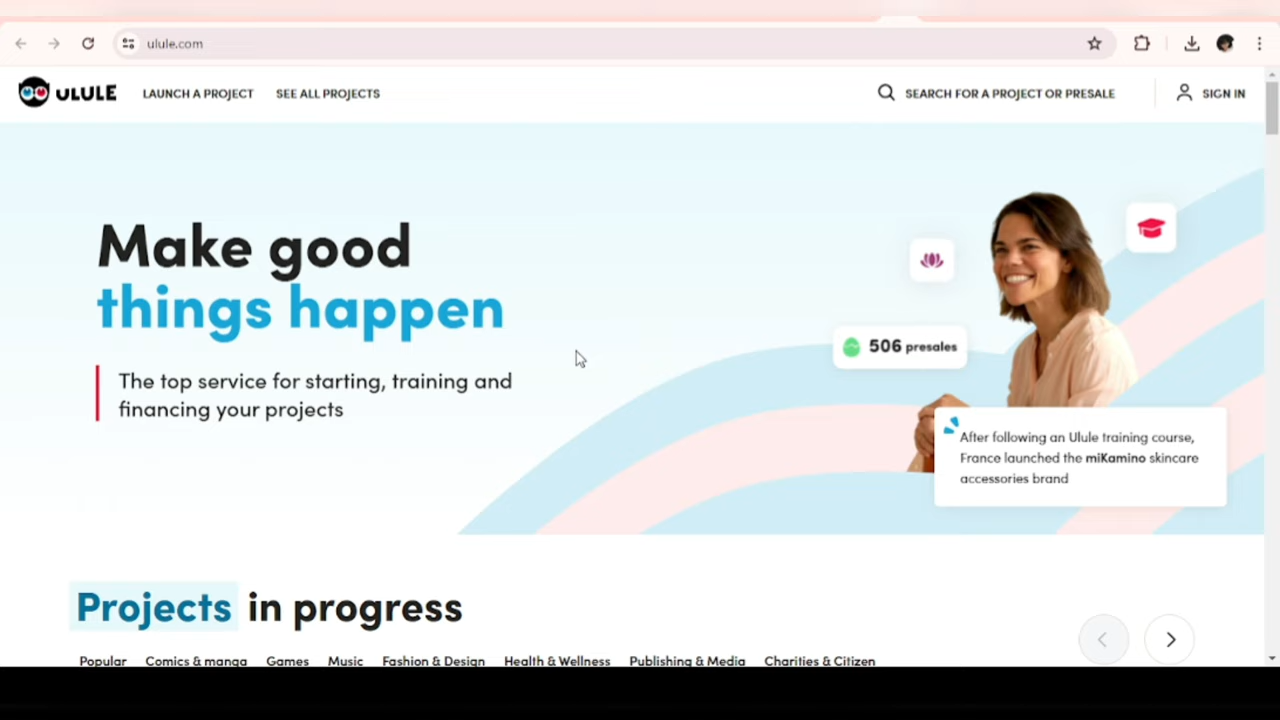 ulule.com
ULULE
LAUNCH A PROJECT
SEE ALL PROJECTS
SEARCH FOR A PROJECT OR PRESALE
SIGN IN
Make good
things happen
The top service for starting, training and
financing your projects
506 presales
After following an Ulule training course,
France launched the miKamino skincare
accessories brand
Projects in progress
Popular
Comics & manga
Games
Music
Fashion & Design
Health & Wellness
Publishing & Media
Charities & Citizen